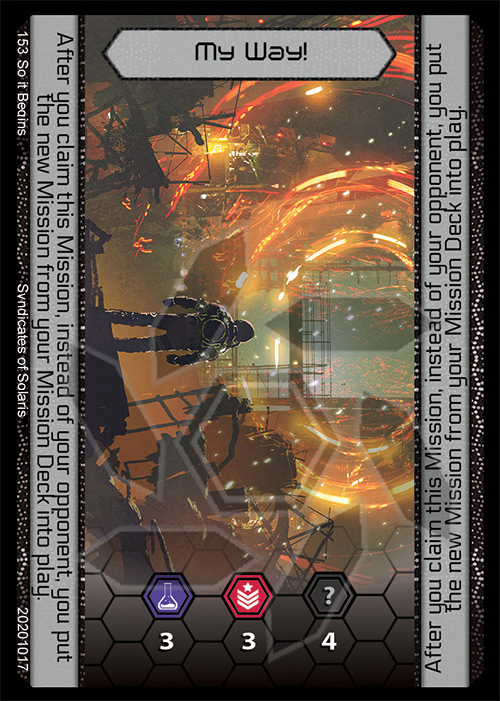 My Way!
After you claim this Mission, instead of your opponent, you put
the new Mission from your Mission Deck into play.
After you claim this Mission, instead of your opponent, you put
the new Mission from your Mission Deck into play.
?
3 3 4
153 So it Begins Syndicates of Solaris 20201017